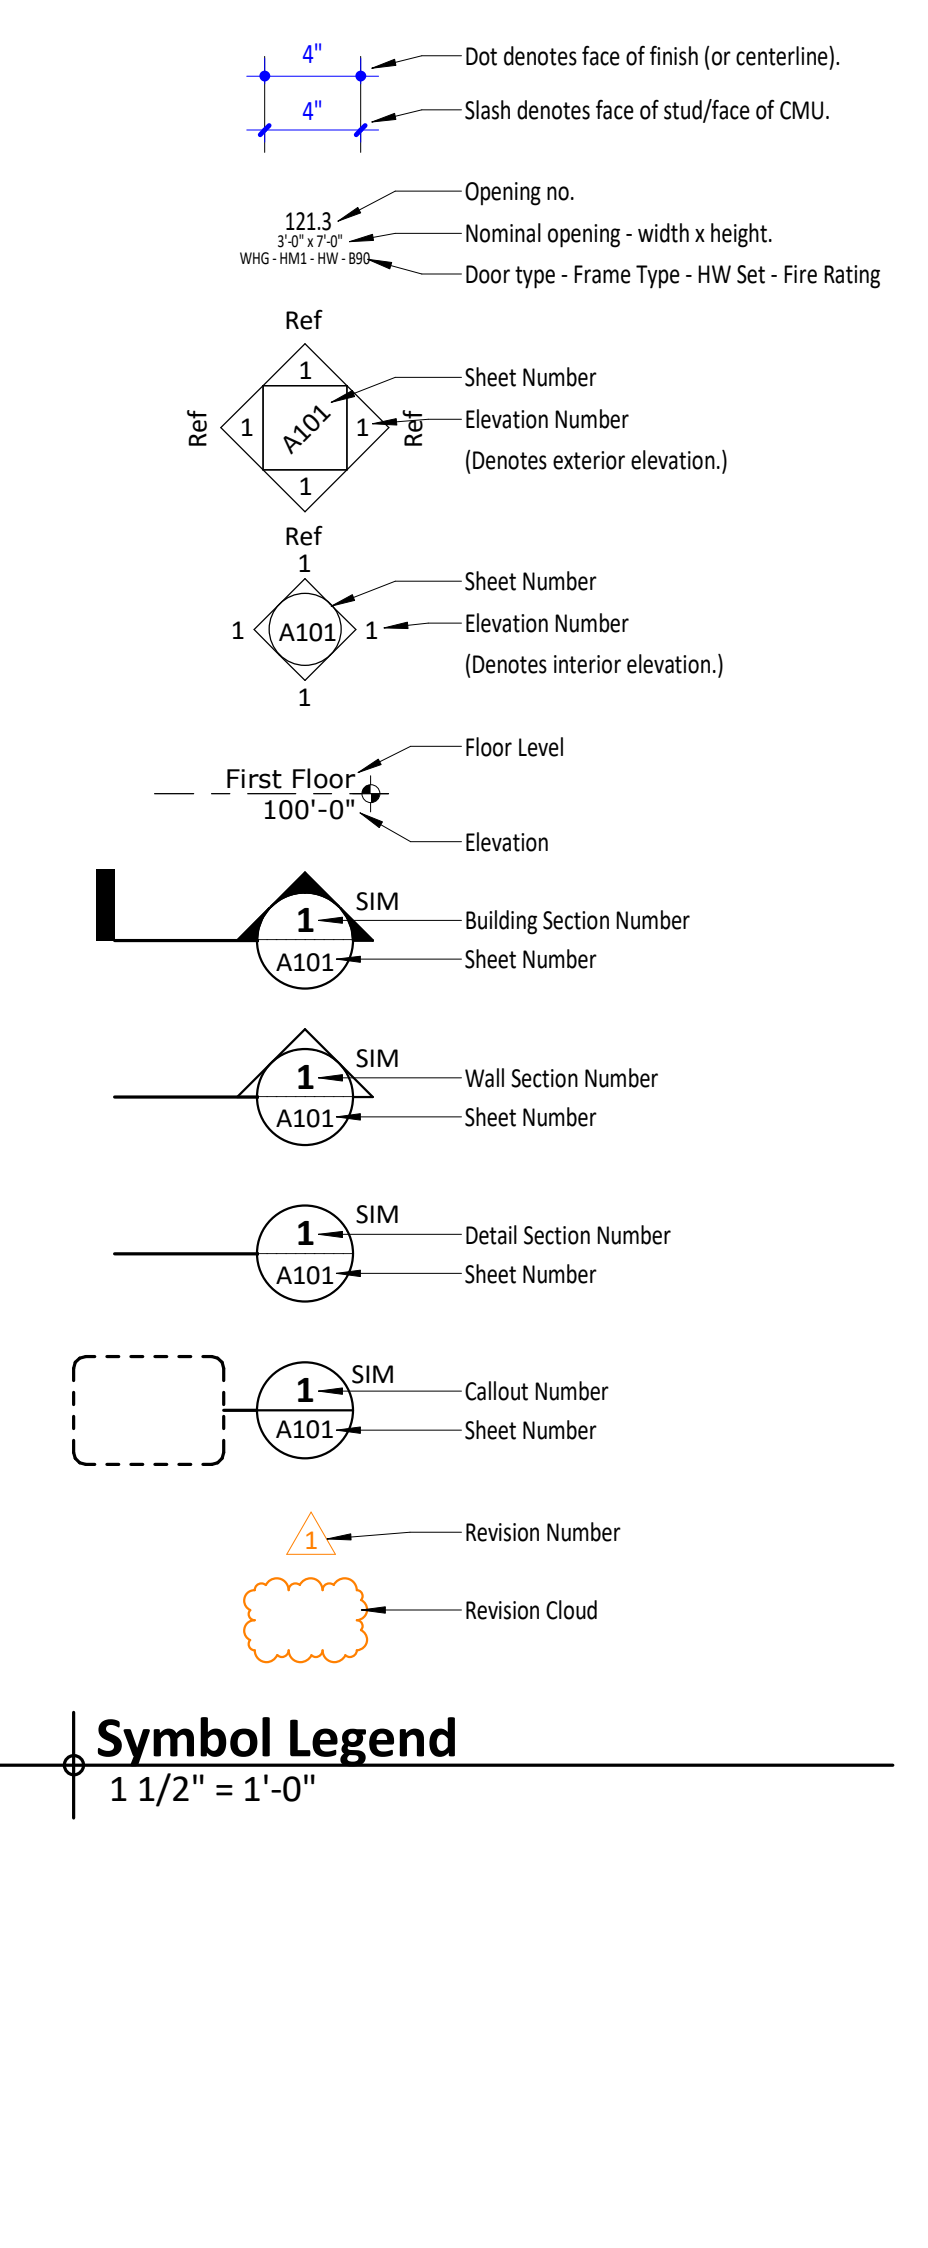 4"
Dot denotes face of finish (or centerline).
4"
Slash denotes face of stud/face of CMU.
Opening no.
121.3
3'-0" x 7'-0"
Nominal opening - width x height.
WHG - HM1 - HW - B90
Door type - Frame Type - HW Set - Fire Rating
Ref
1
Sheet Number
Ref
1
A101
1
Ref
Elevation Number
(Denotes exterior elevation.)
1
Ref
1
Sheet Number
1
A101
1
Elevation Number
(Denotes interior elevation.)
1
Floor Level
First Floor
100'-0"
Elevation
SIM
1
Building Section Number
A101
Sheet Number
SIM
1
Wall Section Number
A101
Sheet Number
SIM
1
Detail Section Number
A101
Sheet Number
SIM
1
Callout Number
A101
Sheet Number
1
Revision Number
Revision Cloud
Symbol Legend
1 1/2" = 1'-0"